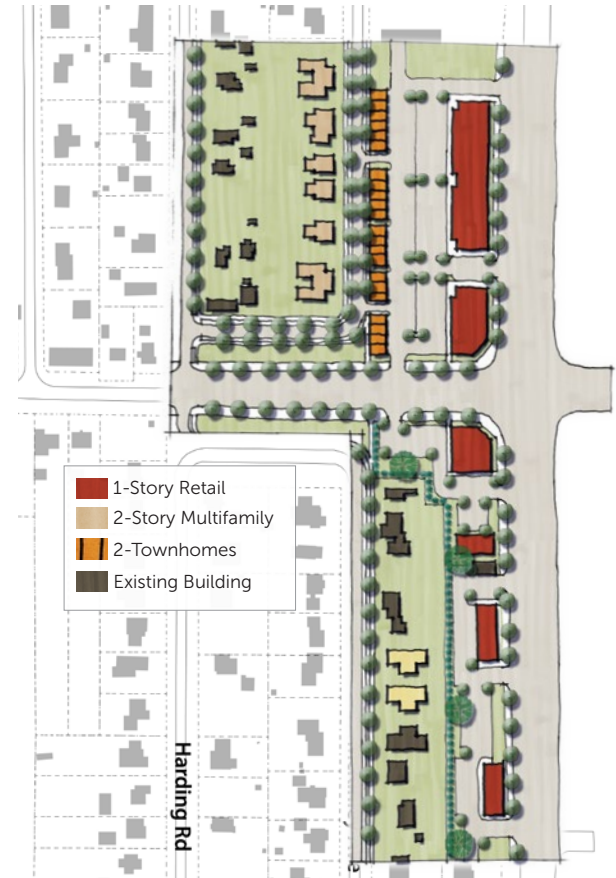 1-Story Retail
2-Story Multifamily
2-Townhomes
Existing Building
Harding Rd